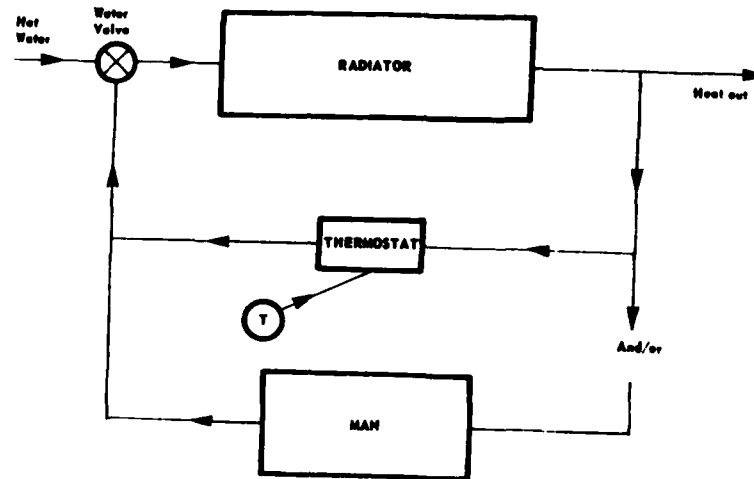 Hot
Water
Water
Valve
RADIATOR
Heat out
THERMOSTAT
T
And/or
MAN